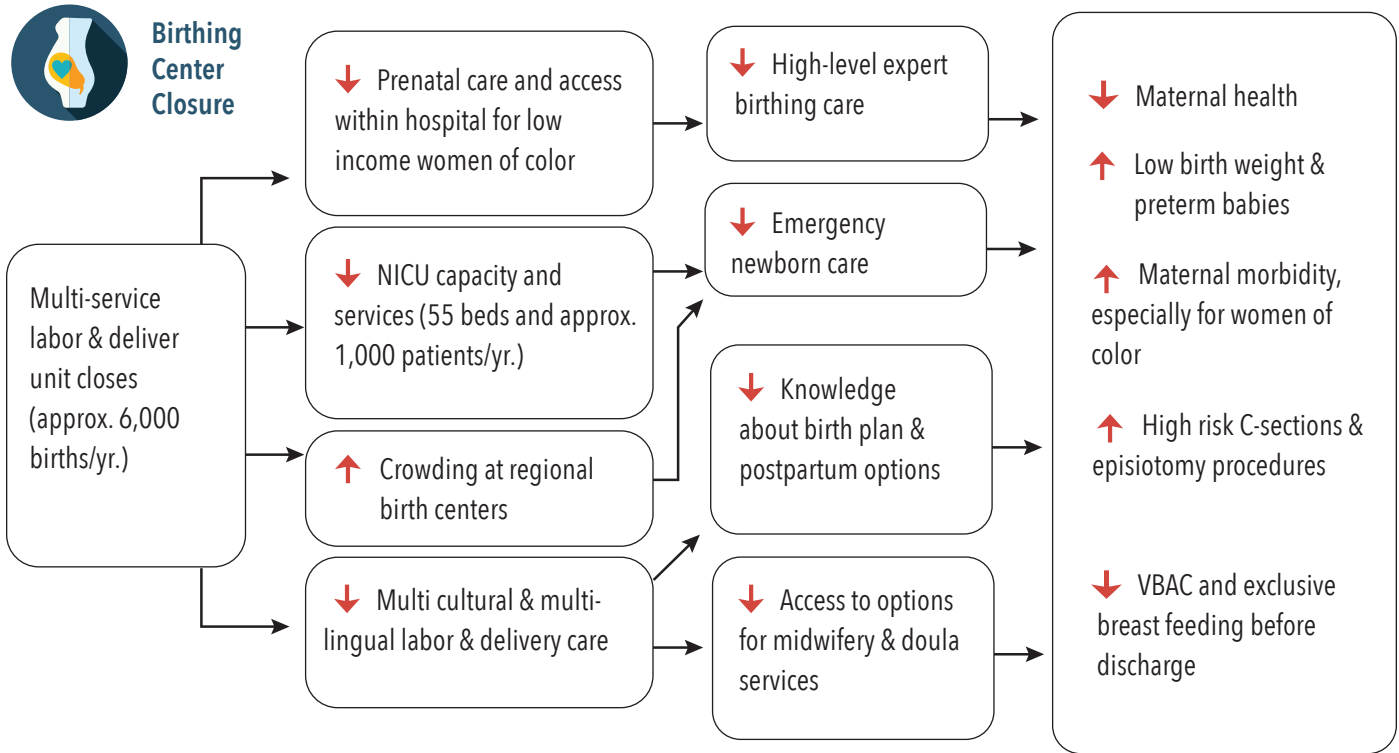 Birthing
Center
Closure
Multi-service
labor & deliver
unit closes
(approx. 6,000
births/yr.)
Prenatal care and access
within hospital for low
income women of color
NICU capacity and
services (55 beds and approx.
1,000 patients/yr.)
Crowding at regional
birth centers
Multi cultural & multi-
lingual labor & delivery care
High-level expert
birthing care
Emergency
newborn care
Knowledge
about birth plan &
postpartum options
Access to options
for midwifery & doula
services
Maternal health
Low birth weight &
preterm babies
Maternal morbidity,
especially for women of
color
High risk C-sections &
episiotomy procedures
VBAC and exclusive
breast feeding before
discharge